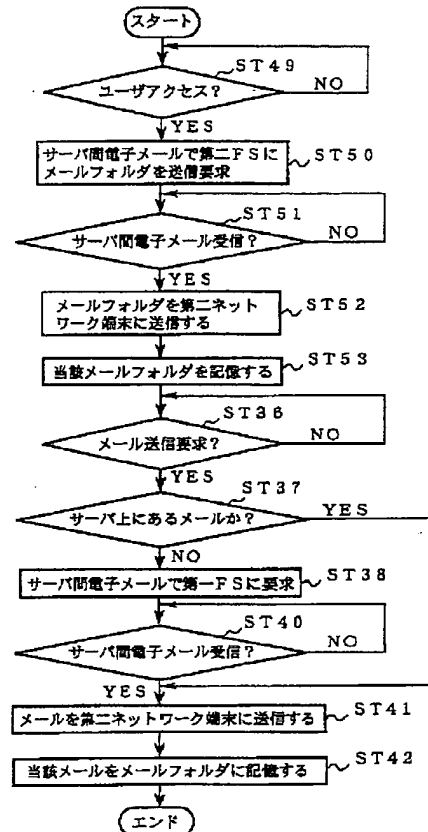 スタート
ST49
ユーザアクセス?
NO
YES
サーバ間電子メールで第二FSに
メールフォルダを送信要求
ST50
ST51
サーバ間電子メール受信?
NO
YES
メールフォルダを第二ネット
ワーク端末に送信する
ST52
当該メールフォルダを記憶する
ST53
ST36
メール送信要求?
NO
YES
ST37
サーバ上にあるメールか?
YES
NO
サーバ間電子メールで第一FSに要求
ST38
ST40
サーバ間電子メール受信?
NO
YES
メールを第二ネットワーク端末に送信する
ST41
当該メールをメールフォルダに記憶する
ST42
エンド